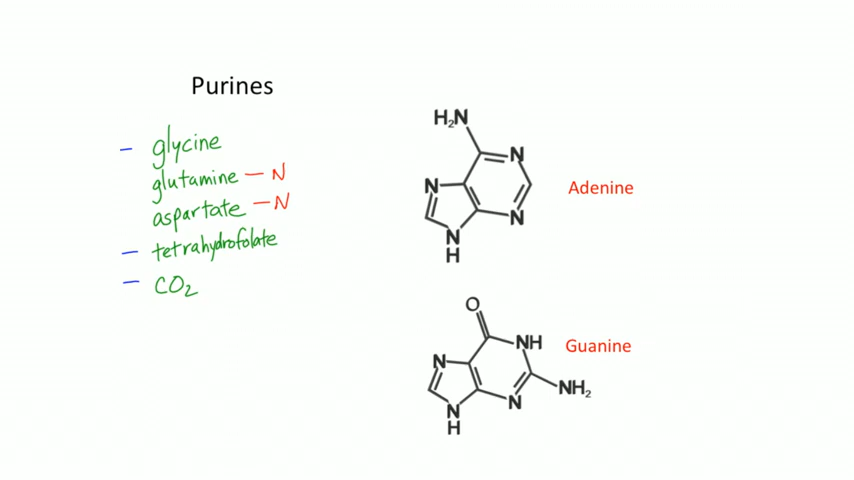 Purines
– glycine
glutamine – N
aspartate – N
– tetrahydrofolate
– CO₂
H₂N
N
N
Adenine
N
N
H
O
NH
Guanine
N
NH₂
N
N
H